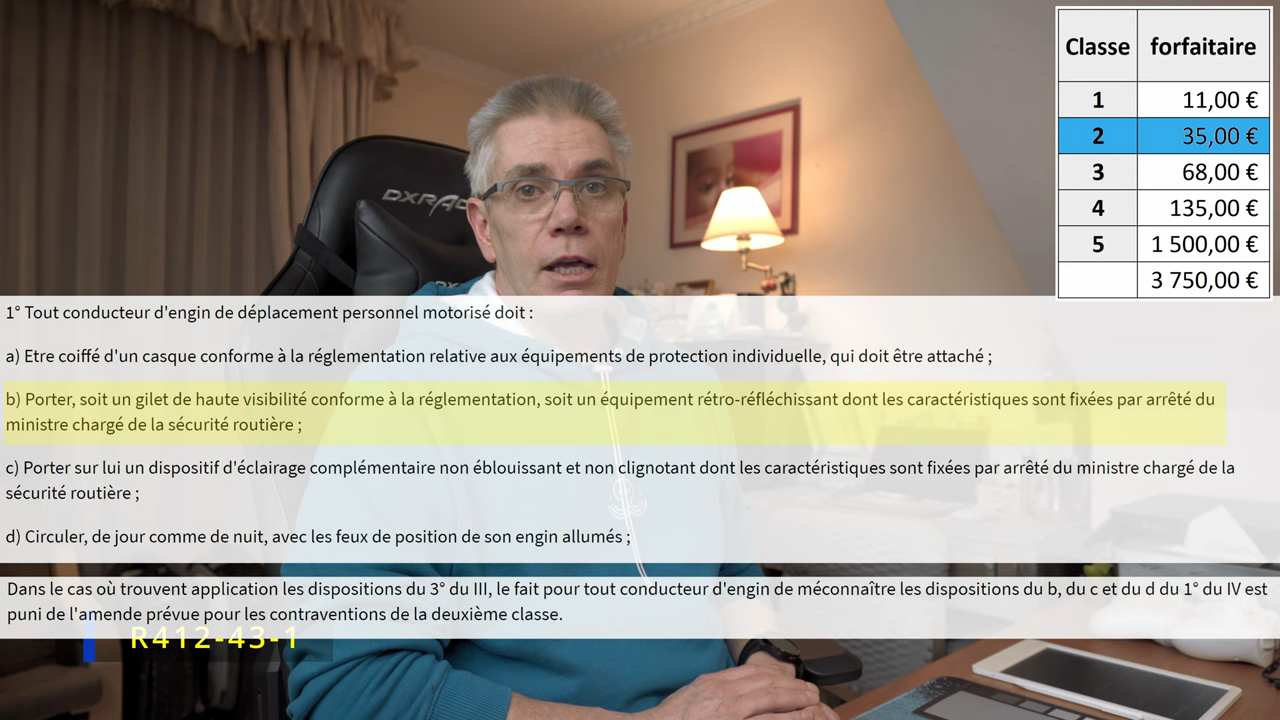 Classe forfaitaire
1 11,00 €
2 35,00 €
3 68,00 €
4 135,00 €
5 1 500,00 €
3 750,00 €
1° Tout conducteur d'engin de déplacement personnel motorisé doit :
a) Etre coiffé d'un casque conforme à la réglementation relative aux équipements de protection individuelle, qui doit être attaché ;
b) Porter, soit un gilet de haute visibilité conforme à la réglementation, soit un équipement rétro-réfléchissant dont les caractéristiques sont fixées par arrêté du
ministre chargé de la sécurité routière ;
c) Porter sur lui un dispositif d'éclairage complémentaire non éblouissant et non clignotant dont les caractéristiques sont fixées par arrêté du ministre chargé de la
sécurité routière ;
d) Circuler, de jour comme de nuit, avec les feux de position de son engin allumés ;
Dans le cas où trouvent application les dispositions du 3° du III, le fait pour tout conducteur d'engin de méconnaître les dispositions du b, du c et du d du 1° du IV est
puni de l'amende prévue pour les contraventions de la deuxième classe.
R412-43-1